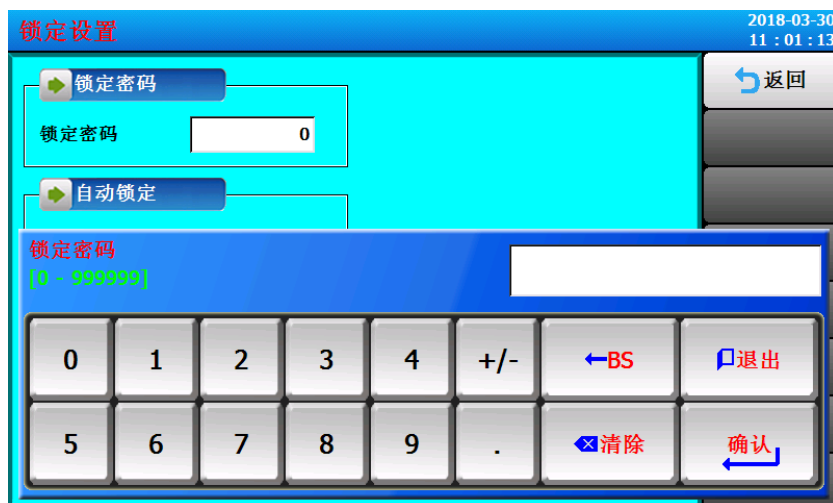 锁定设置
2018-03-30
11 : 01 : 13
锁定密码
返回
锁定密码 0
自动锁定
锁定密码
[0 - 999999]
0 1 2 3 4 +/- BS 退出
5 6 7 8 9 . 清除 确认